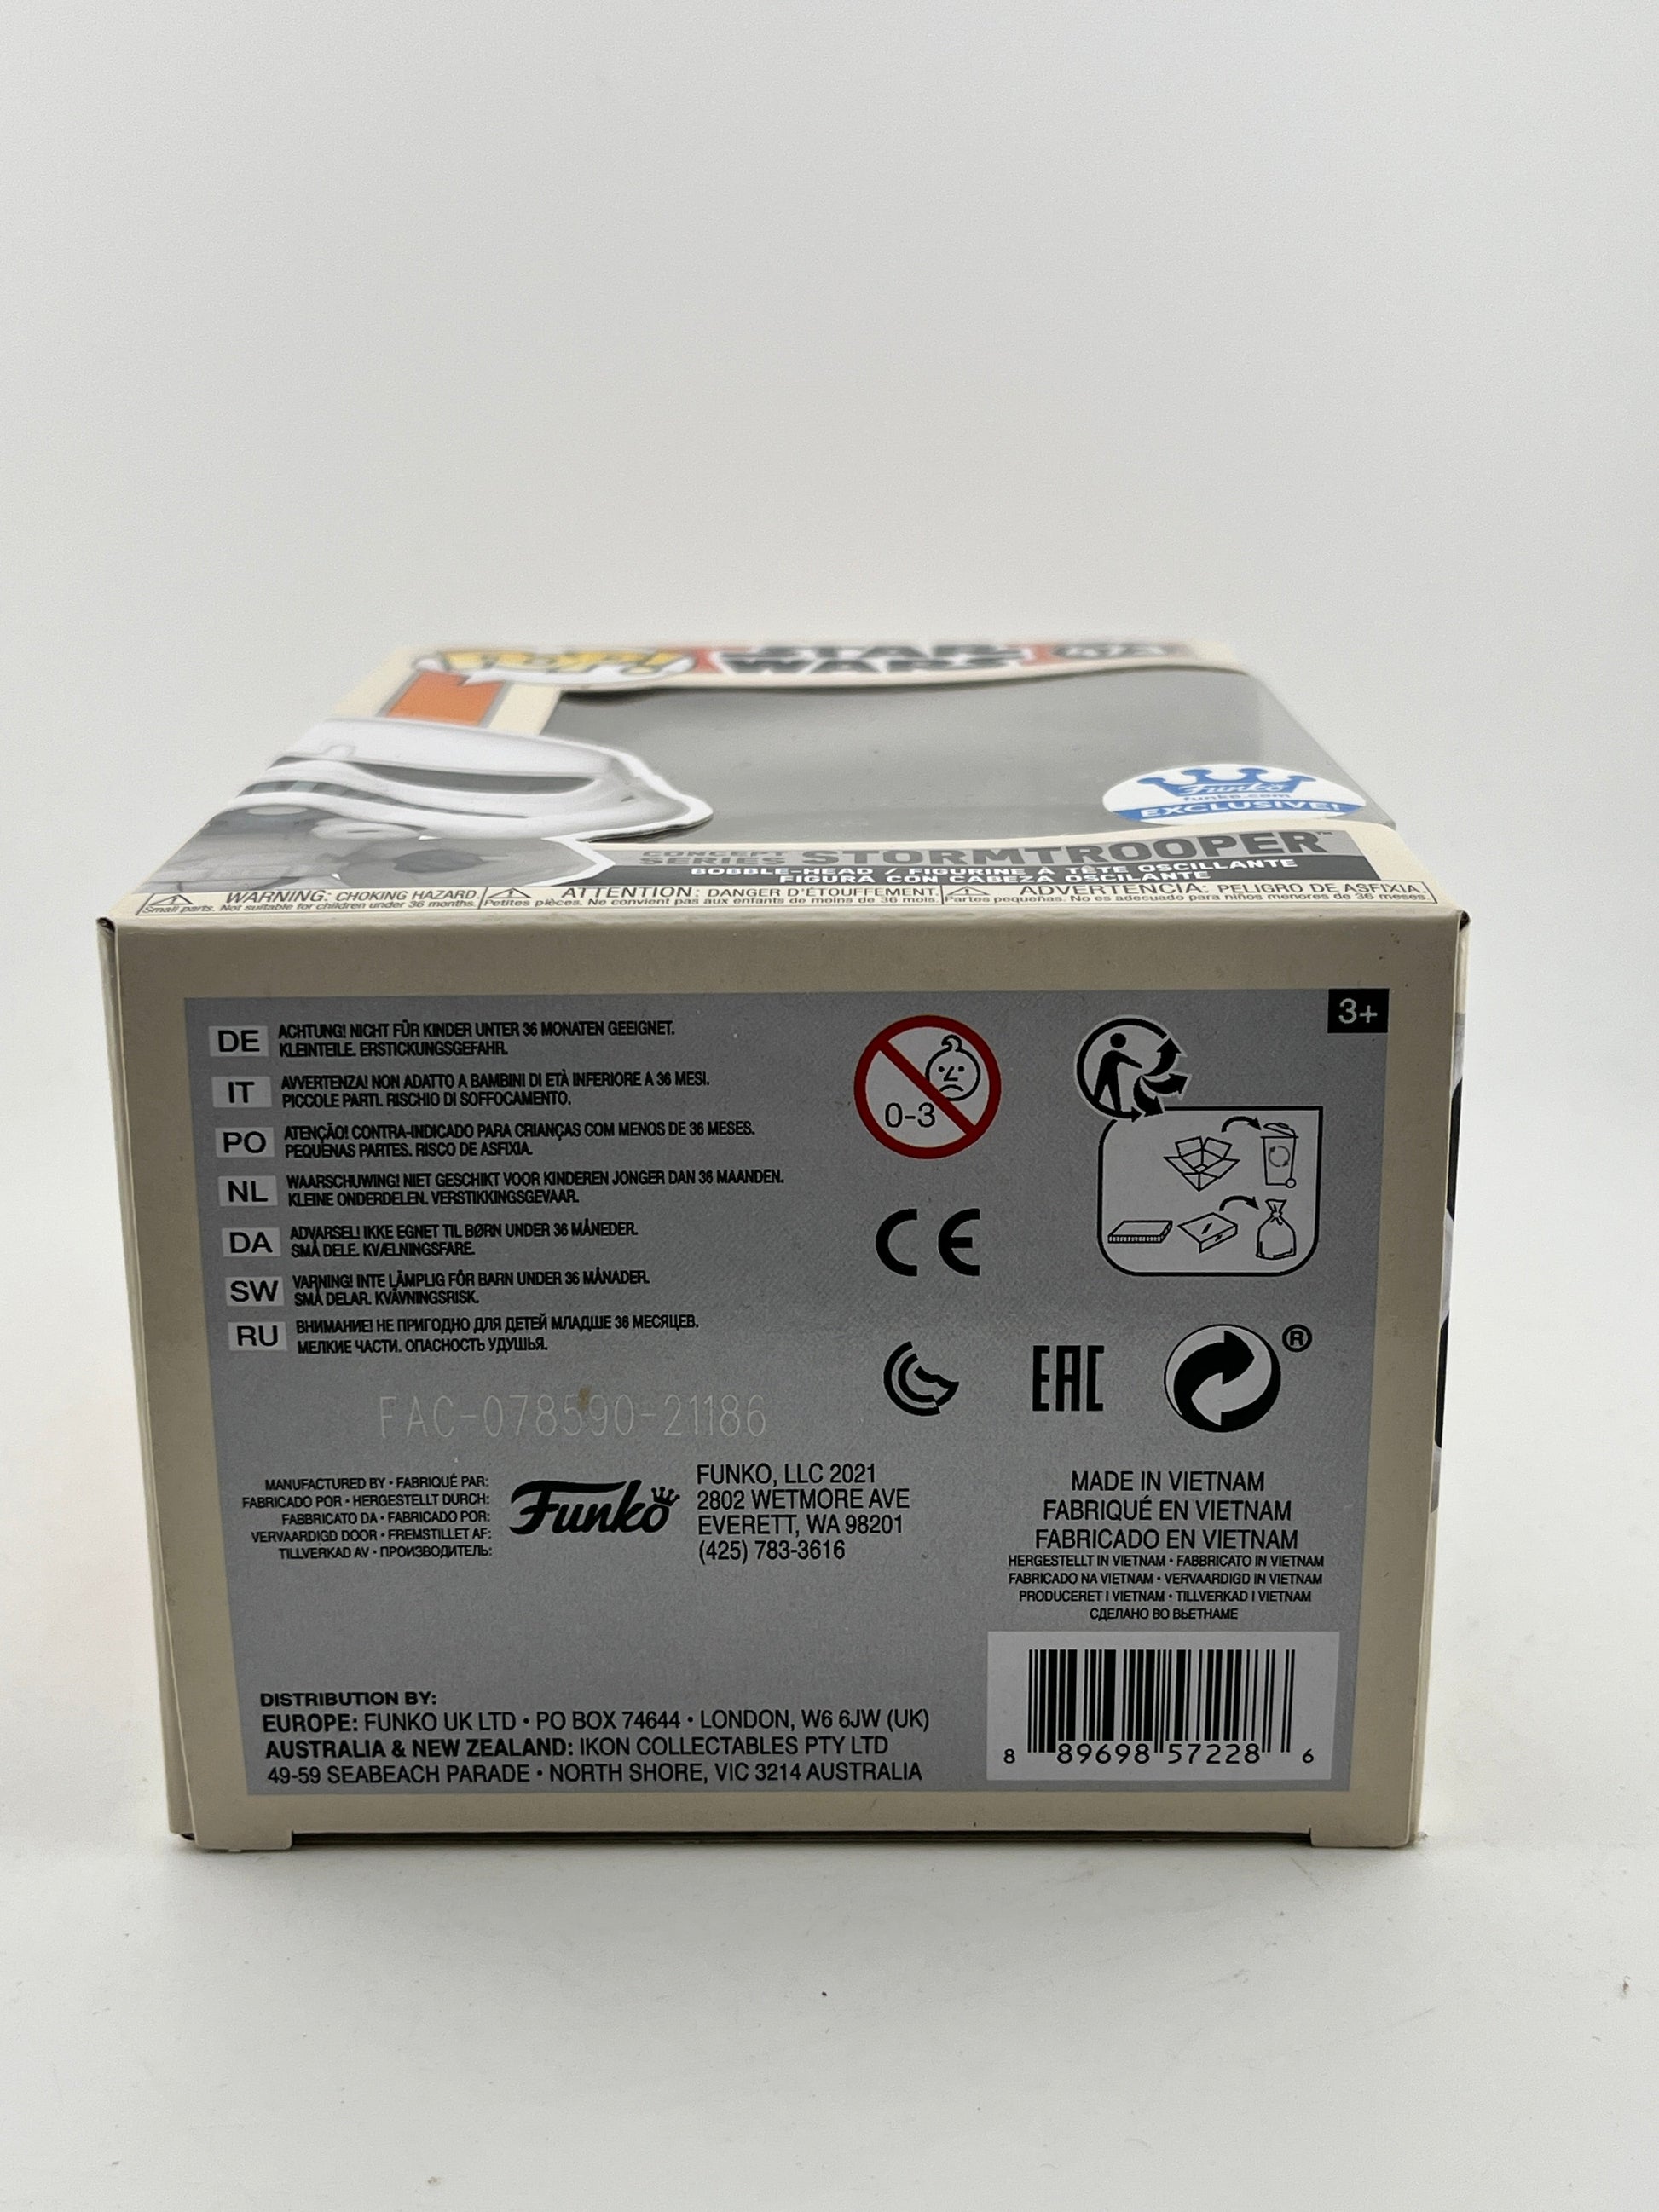 POP!
STAR
WARS
Funko
funko.com
EXCLUSIVE!
CONCEPT
SERIES STORMTROOPER™
BOBBLE-HEAD / FIGURINE À TÊTE OSCILLANTE
FIGURA CON CABEZA OSCILANTE
WARNING: CHOKING HAZARD.
Small parts. Not suitable for children under 36 months.
ATTENTION: DANGER D'ÉTOUFFEMENT.
Petites pièces. Ne convient pas aux enfants de moins de 36 mois.
ADVERTENCIA: PELIGRO DE ASFIXIA.
Partes pequeñas. No es adecuado para niños menores de 36 meses.
3+
DE ACHTUNG! NICHT FÜR KINDER UNTER 36 MONATEN GEEIGNET.
KLEINTEILE. ERSTICKUNGSGEFAHR.
IT AVVERTENZA! NON ADATTO A BAMBINI DI ETÀ INFERIORE A 36 MESI.
PICCOLE PARTI. RISCHIO DI SOFFOCAMENTO.
PO ATENÇÃO! CONTRA-INDICADO PARA CRIANÇAS COM MENOS DE 36 MESES.
PEQUENAS PARTES. RISCO DE ASFIXIA.
NL WAARSCHUWING! NIET GESCHIKT VOOR KINDEREN JONGER DAN 36 MAANDEN.
KLEINE ONDERDELEN. VERSTIKKINGSGEVAAR.
DA ADVARSEL! IKKE EGNET TIL BØRN UNDER 36 MÅNEDER.
SMÅ DELE. KVÆLNINGSFARE.
SW VARNING! INTE LÄMPLIG FÖR BARN UNDER 36 MÅNADER.
SMÅ DELAR. KVÄVNINGSRISK.
RU ВНИМАНИЕ! НЕ ПРИГОДНО ДЛЯ ДЕТЕЙ МЛАДШЕ 36 МЕСЯЦЕВ.
МЕЛКИЕ ЧАСТИ. ОПАСНОСТЬ УДУШЬЯ.
0-3
CE
EAC
®
FAC-078590-21186
MANUFACTURED BY • FABRIQUÉ PAR:
FABRICADO POR • HERGESTELLT DURCH:
FABBRICATO DA • FABRICADO POR:
VERVAARDIGD DOOR • FREMSTILLET AF:
TILLVERKAD AV • ПРОИЗВОДИТЕЛЬ:
Funko
FUNKO, LLC 2021
2802 WETMORE AVE
EVERETT, WA 98201
(425) 783-3616
MADE IN VIETNAM
FABRIQUÉ EN VIETNAM
FABRICADO EN VIETNAM
HERGESTELLT IN VIETNAM • FABBRICATO IN VIETNAM
FABRICADO NA VIETNAM • VERVAARDIGD IN VIETNAM
PRODUCERET I VIETNAM • TILLVERKAD I VIETNAM
СДЕЛАНО ВО ВЬЕТНАМЕ
DISTRIBUTION BY:
EUROPE: FUNKO UK LTD • PO BOX 74644 • LONDON, W6 6JW (UK)
AUSTRALIA & NEW ZEALAND: IKON COLLECTABLES PTY LTD
49-59 SEABEACH PARADE • NORTH SHORE, VIC 3214 AUSTRALIA
8 89698 57228 6